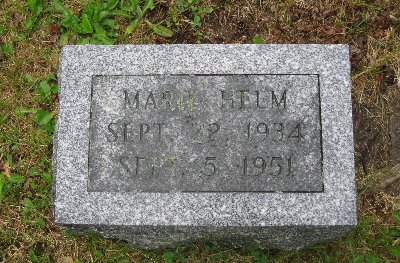 MARIE HELM
SEPT. 22, 1934
SEPT. 5, 1951